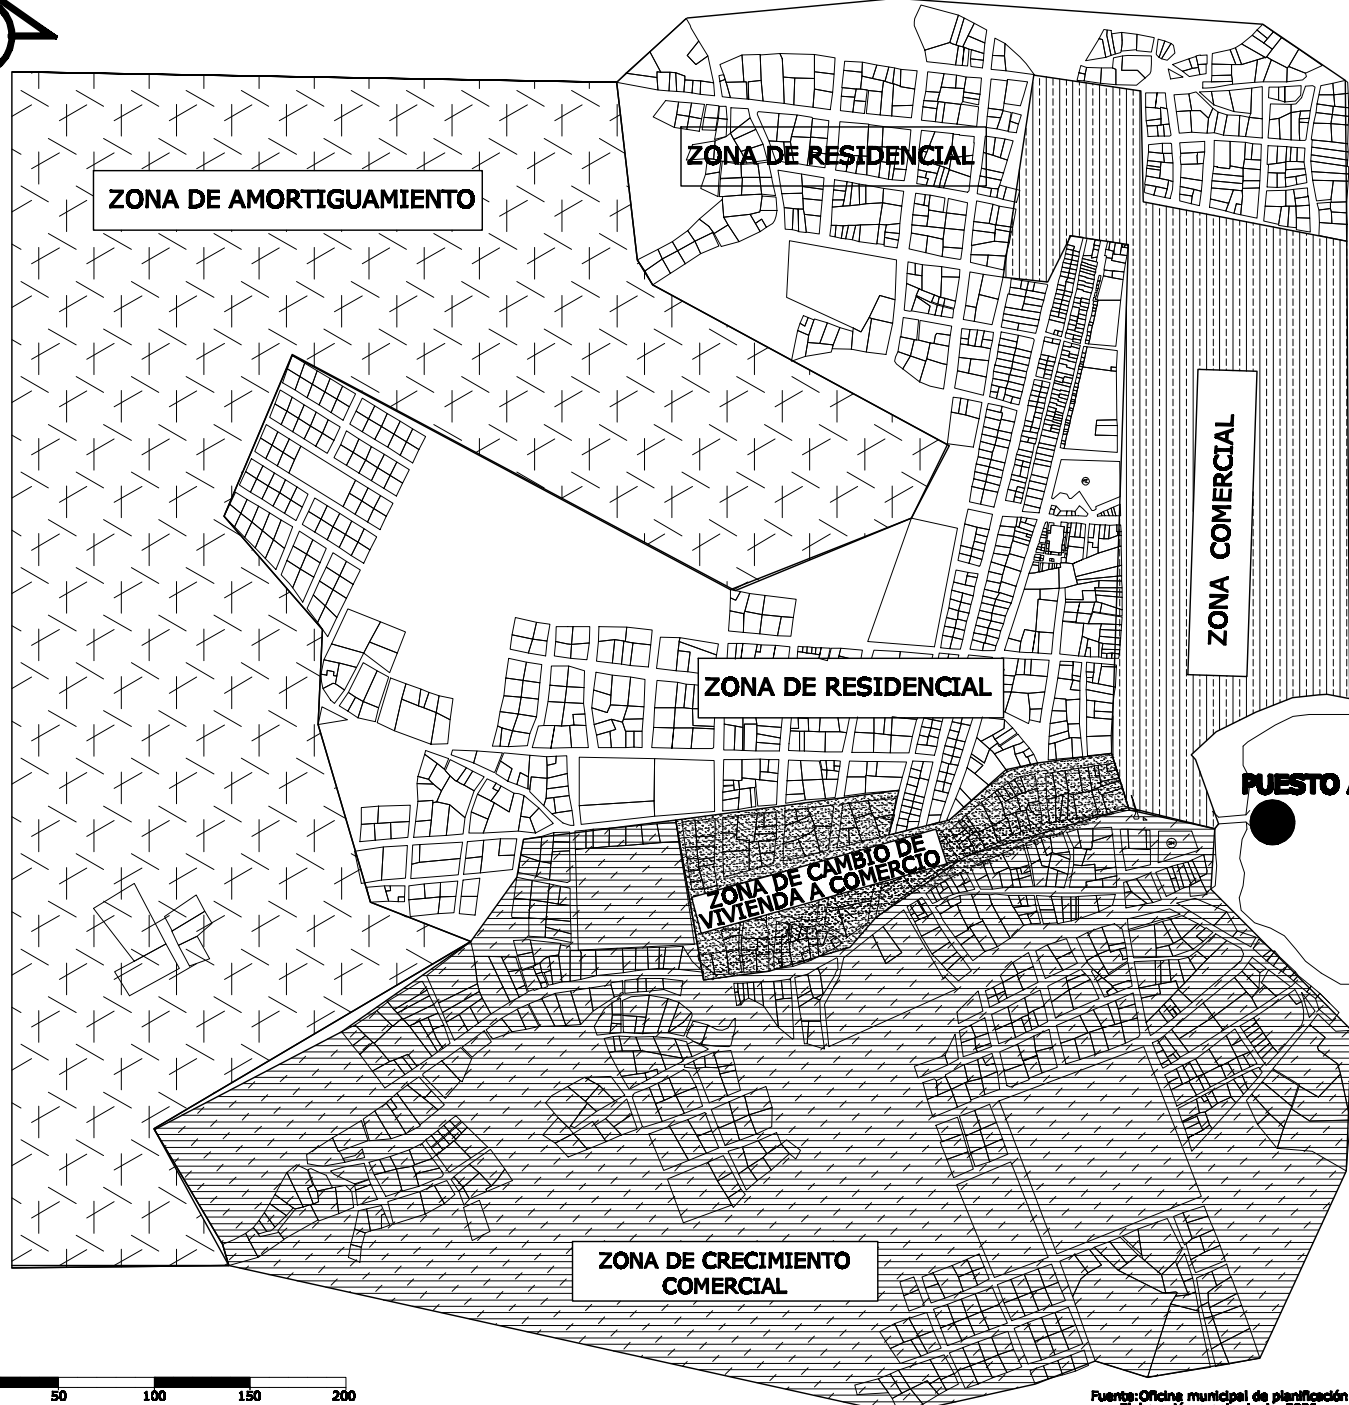 ZONA DE RESIDENCIAL
ZONA DE AMORTIGUAMIENTO
ZONA COMERCIAL
ZONA DE RESIDENCIAL
PUESTO
ZONA DE CAMBIO DE
VIVIENDA A COMERCIO
ZONA DE CRECIMIENTO
COMERCIAL
50 100 150 200
Fuente:Oficina municipal de planificación